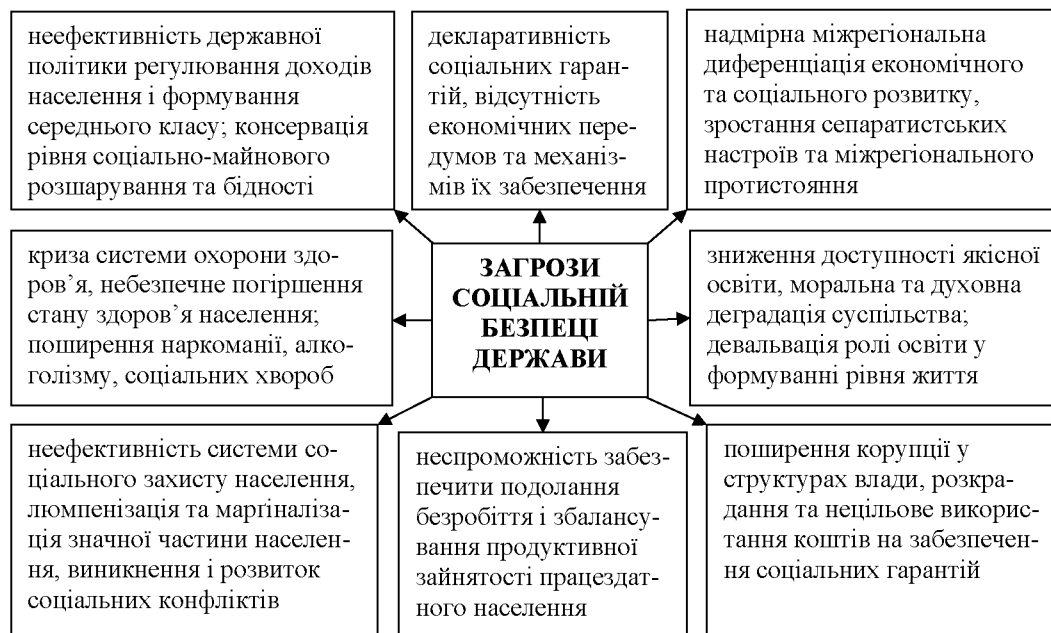 неефективність державної
політики регулювання доходів
населення і формування
середнього класу; консервація
рівня соціально-майнового
розшарування та бідності
декларативність
соціальних гаран-
тій, відсутність
економічних пере-
думов та механіз-
мів їх забезпечення
надмірна міжрегіональна
диференціація економічного
та соціального розвитку,
зростання сепаратистських
настроїв та міжрегіонального
протистояння
криза системи охорони здо-
ров’я, небезпечне погіршення
стану здоров’я населення;
поширення наркоманії, алко-
голізму, соціальних хвороб
ЗАГРОЗИ
СОЦІАЛЬНІЙ
БЕЗПЕЦІ
ДЕРЖАВИ
зниження доступності якісної
освіти, моральна та духовна
деградація суспільства;
девальвація ролі освіти у
формуванні рівня життя
неефективність системи со-
ціального захисту населення,
люмпенізація та марґіналіза-
ція значної частини населен-
ня, виникнення і розвиток
соціальних конфліктів
неспроможність забез-
печити подолання
безробіття і збалансу-
вання продуктивної
зайнятості працездат-
ного населення
поширення корупції у
структурах влади, розкра-
дання та нецільове викорис-
тання коштів на забезпечен-
ня соціальних гарантій